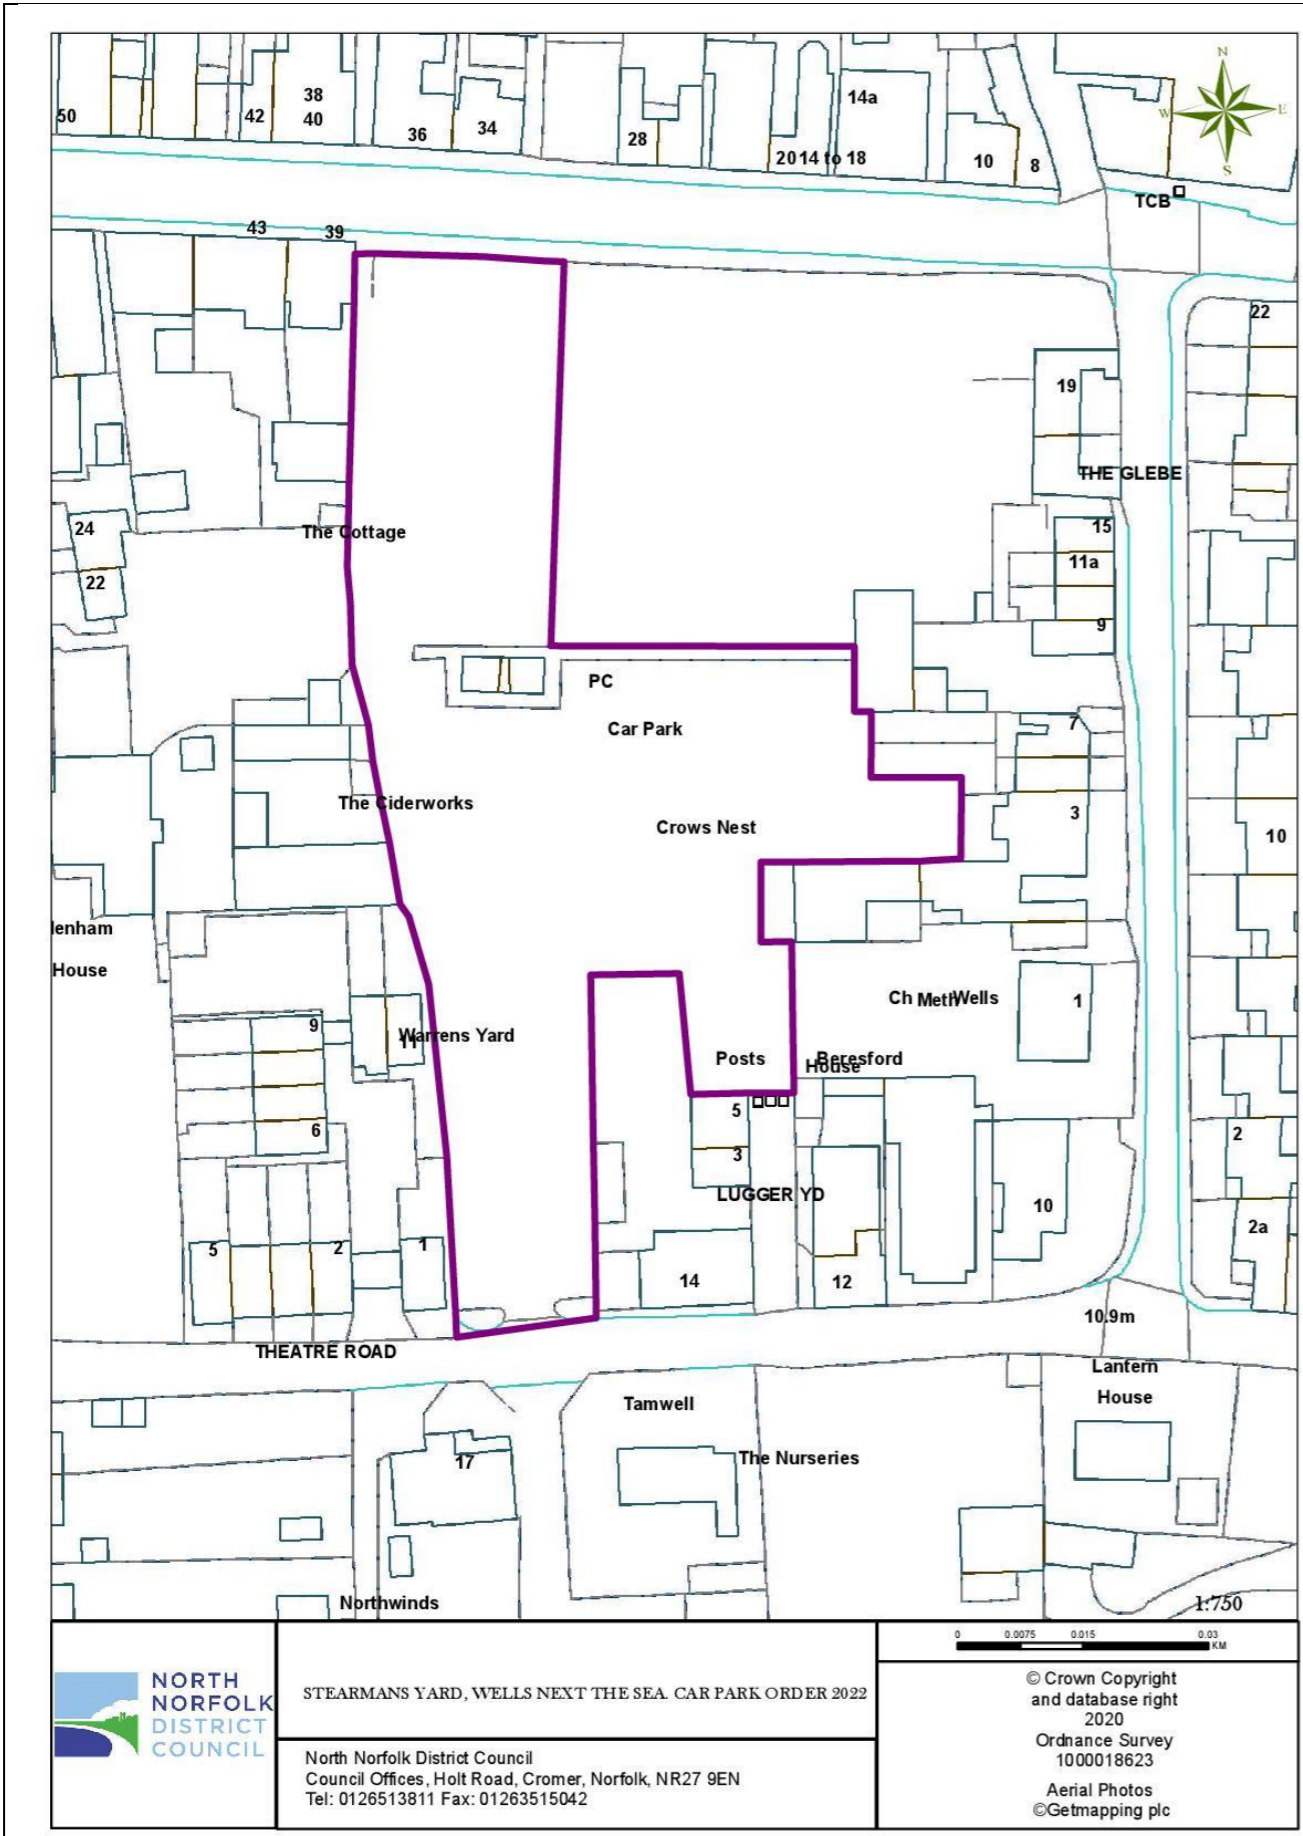 N
W
E
S
50
42
38
40
36
34
28
2014 to 18
14a
10
8
TCB
43
39
22
19
THE GLEBE
The Cottage
24
22
15
11a
9
PC
Car Park
7
The Ciderworks
Crows Nest
3
10
lenham
House
Ch Meth Wells
1
9
11
Warrens Yard
Posts
Beresford
House
5
6
3
2
LUGGER YD
10
2a
5
2
1
14
12
10.9m
THEATRE ROAD
Lantern
House
Tamwell
17
The Nurseries
Northwinds
1:750
NORTH
NORFOLK
DISTRICT
COUNCIL
STEARMANS YARD, WELLS NEXT THE SEA. CAR PARK ORDER 2022
North Norfolk District Council
Council Offices, Holt Road, Cromer, Norfolk, NR27 9EN
Tel: 0126513811 Fax: 01263515042
0 0.0075 0.015 0.03
KM
© Crown Copyright
and database right
2020
Ordnance Survey
1000018623
Aerial Photos
©Getmapping plc